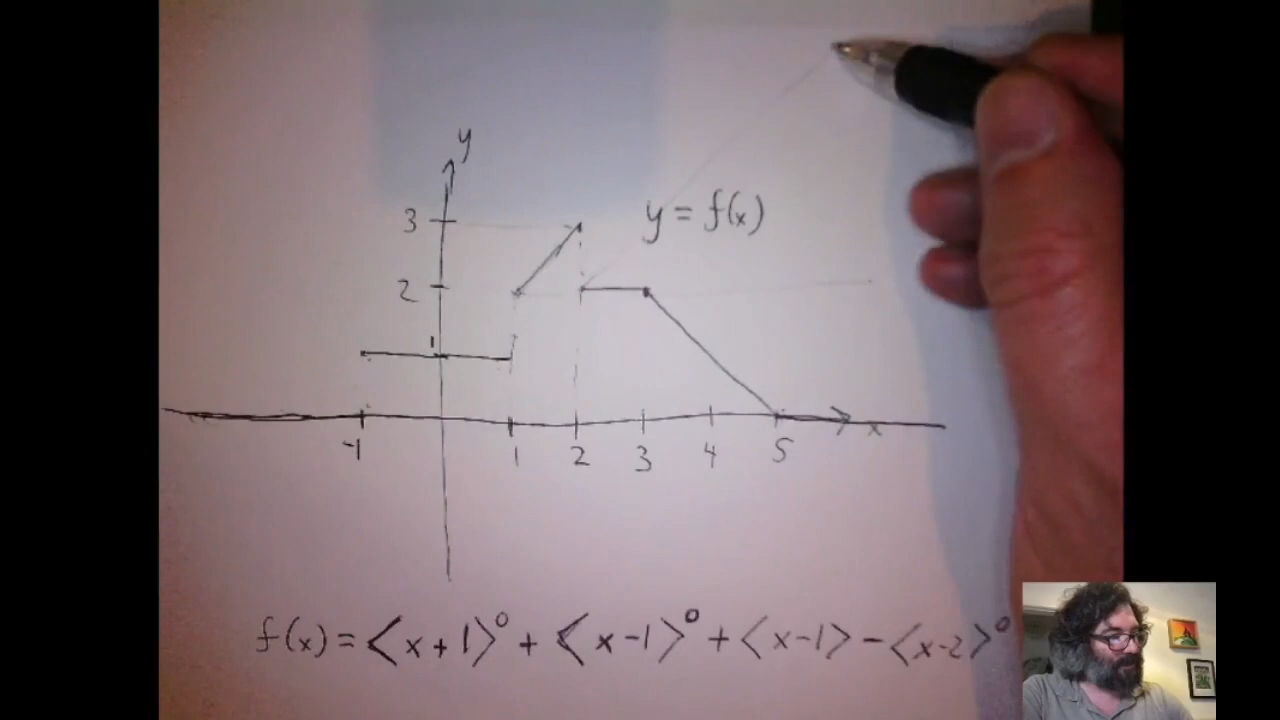 y
3
y = f(x)
2
1
x
-1 1 2 3 4 5
f(x) = <x+1>⁰ + <x-1>⁰ + <x-1> - <x-2>⁰